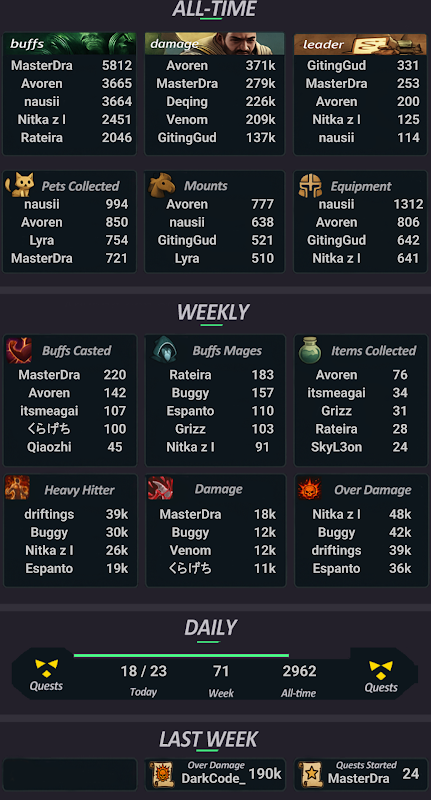 ALL-TIME
buffs
MasterDra 5812
Avoren 3665
nausii 3664
Nitka z l 2451
Rateira 2046
damage
Avoren 371k
MasterDra 279k
Deqing 226k
Venom 209k
GitingGud 137k
leader
GitingGud 331
MasterDra 253
Avoren 200
Nitka z l 125
nausii 114
Pets Collected
nausii 994
Avoren 850
Lyra 754
MasterDra 721
Mounts
Avoren 777
nausii 638
GitingGud 521
Lyra 510
Equipment
nausii 1312
Avoren 806
GitingGud 642
Nitka z l 641
WEEKLY
Buffs Casted
MasterDra 220
Avoren 142
itsmeagai 107
くらげち 100
Qiaozhi 45
Buffs Mages
Rateira 183
Buggy 157
Espanto 110
Grizz 103
Nitka z l 91
Items Collected
Avoren 76
itsmeagai 34
Grizz 31
Rateira 28
SkyL3on 24
Heavy Hitter
driftings 39k
Buggy 30k
Nitka z l 26k
Espanto 19k
Damage
MasterDra 18k
Buggy 12k
Venom 12k
くらげち 11k
Over Damage
Nitka z l 48k
Buggy 42k
driftings 39k
Espanto 36k
DAILY
Quests
18 / 23
Today
71
Week
2962
All-time
Quests
LAST WEEK
Over Damage
DarkCode_ 190k
Quests Started
MasterDra 24